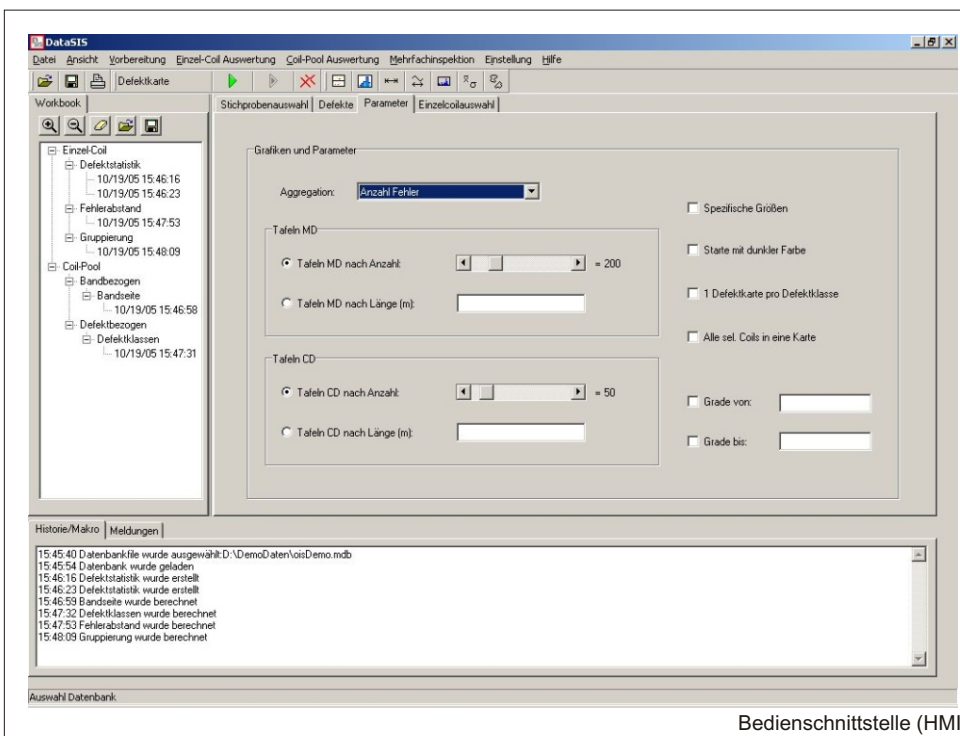 DataSIS
Datei Ansicht Vorbereitung Einzel-Coil Auswertung Coil-Pool Auswertung Mehrfachinspektion Einstellung Hilfe
Defektkarte
Workbook
Stichprobenauswahl Defekte Parameter Einzelcoilauswahl
Einzel-Coil
Defektstatistik
10/19/05 15:46:16
10/19/05 15:46:23
Fehlerabstand
10/19/05 15:47:53
Gruppierung
10/19/05 15:48:09
Coil-Pool
Bandbezogen
Bandseite
10/19/05 15:46:58
Defektbezogen
Defektklassen
10/19/05 15:47:31
Grafiken und Parameter
Aggregation: Anzahl Fehler
Tafeln MD
Tafeln MD nach Anzahl: = 200
Tafeln MD nach Länge (m):
Tafeln CD
Tafeln CD nach Anzahl: = 50
Tafeln CD nach Länge (m):
Spezifische Größen
Starte mit dunkler Farbe
1 Defektkarte pro Defektklasse
Alle sel. Coils in eine Karte
Grade von:
Grade bis:
Historie/Makro Meldungen
15:45:40 Datenbankfile wurde ausgewählt:D:\DemoDaten\oisDemo.mdb
15:45:54 Datenbank wurde geladen
15:46:16 Defektstatistik wurde erstellt
15:46:23 Defektstatistik wurde erstellt
15:46:59 Bandseite wurde berechnet
15:47:32 Defektklassen wurde berechnet
15:47:53 Fehlerabstand wurde berechnet
15:48:09 Gruppierung wurde berechnet
Auswahl Datenbank
Bedienschnittstelle (HMI